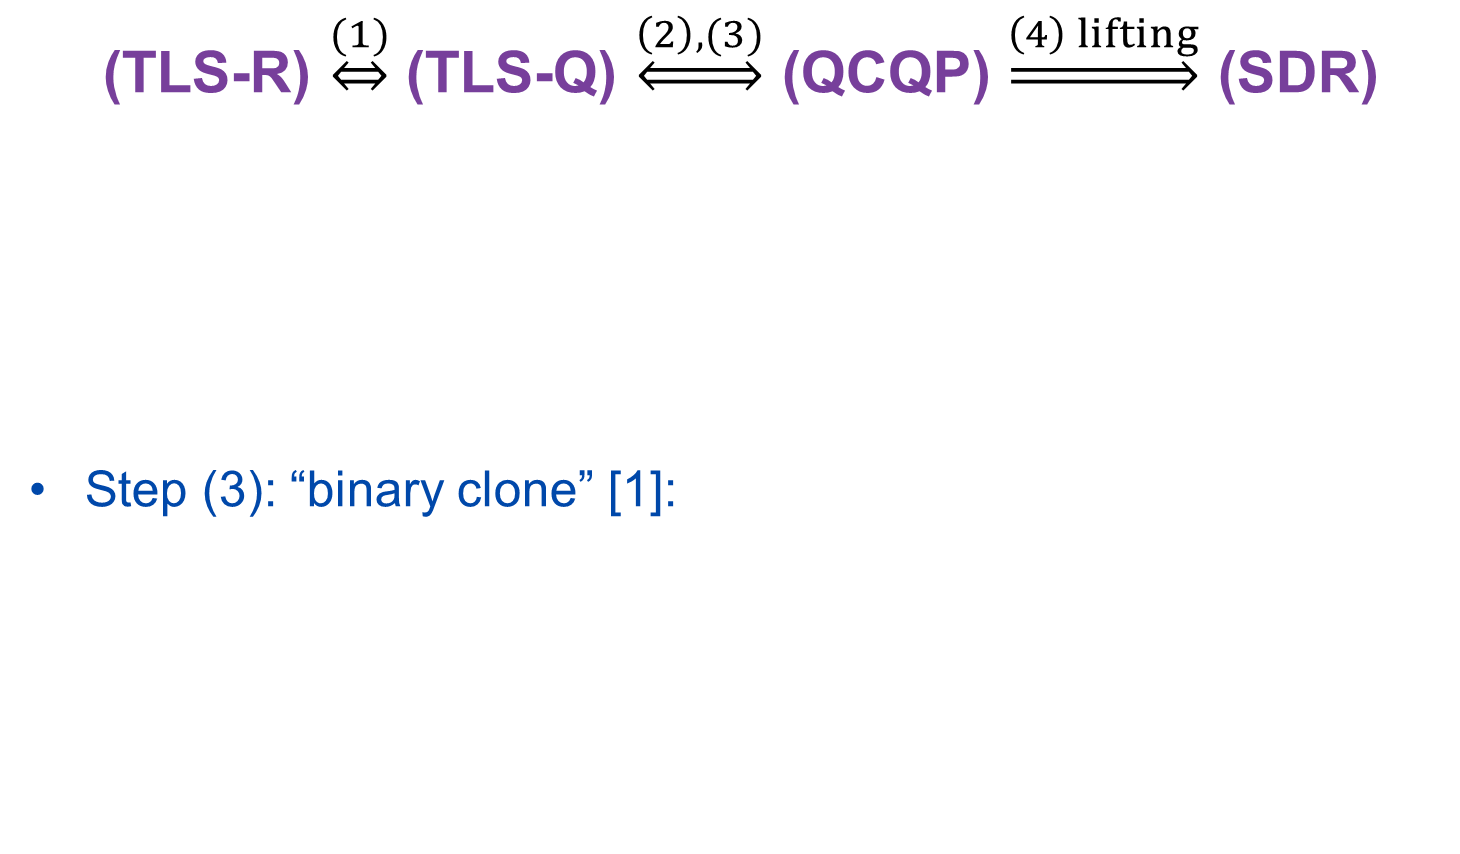 (TLS-R) ⟺ (1) (TLS-Q) ⟺ (2),(3) (QCQP) ⟹ (4) lifting (SDR)
• Step (3): “binary clone” [1]: